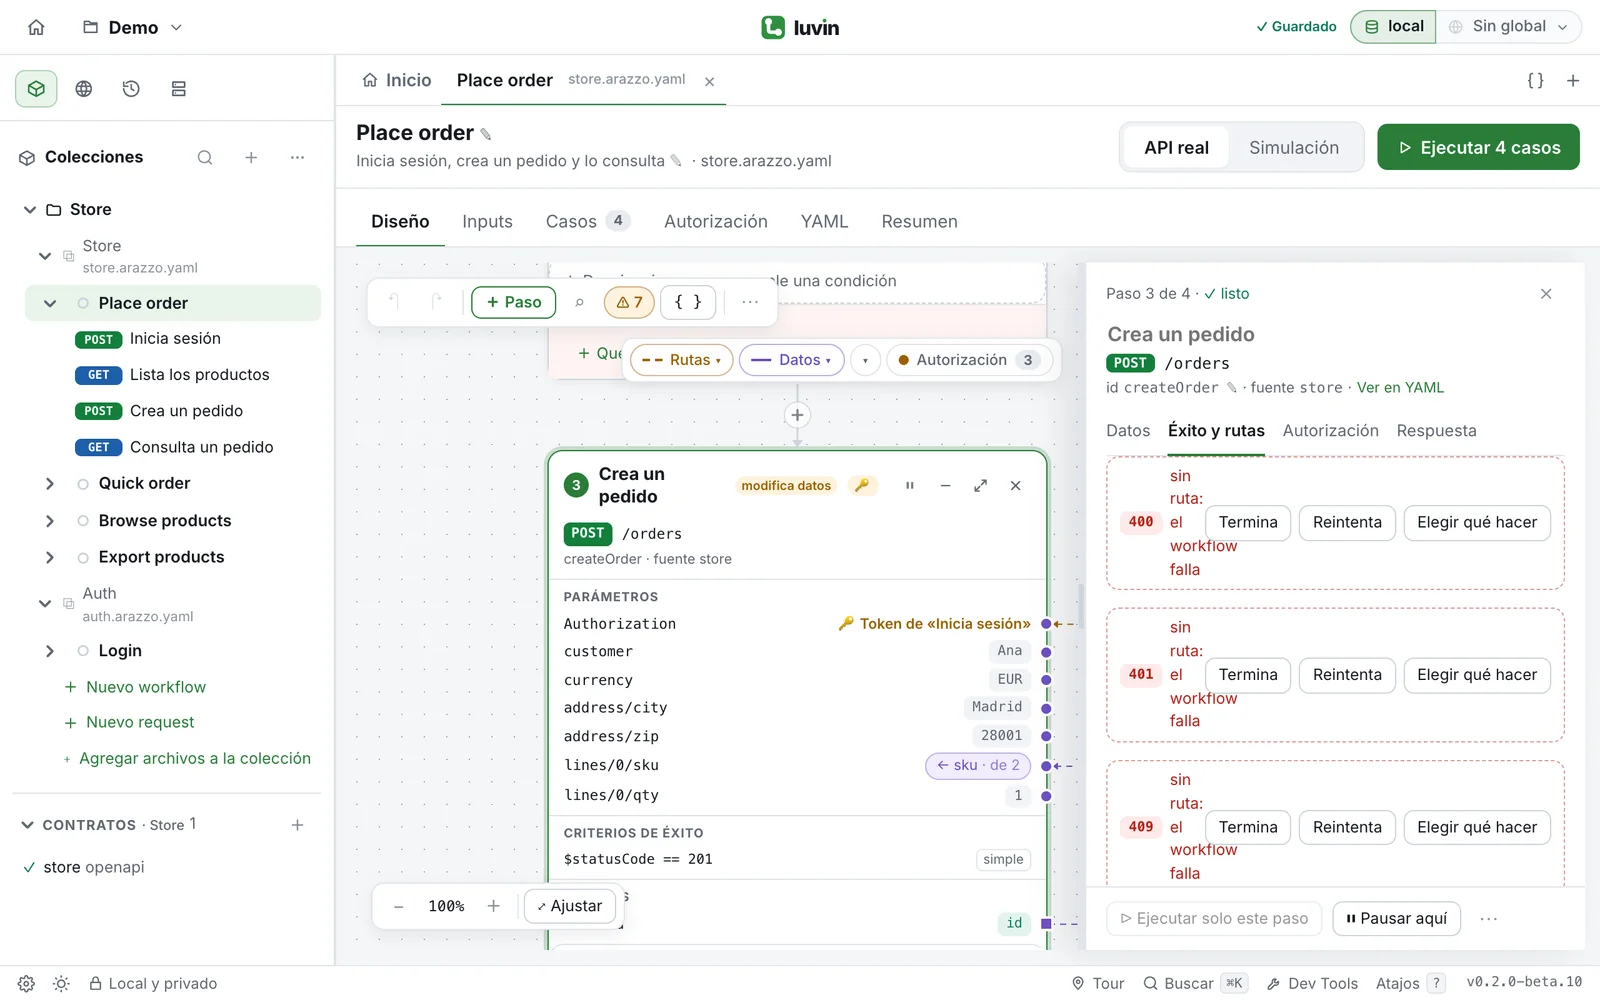 Demo
luvin
Guardado
local
Sin global
Inicio
Place order
store.arazzo.yaml
Colecciones
Store
Store
store.arazzo.yaml
Place order
POST Inicia sesión
GET Lista los productos
POST Crea un pedido
GET Consulta un pedido
Quick order
Browse products
Export products
Auth
auth.arazzo.yaml
Login
+ Nuevo workflow
+ Nuevo request
+ Agregar archivos a la colección
CONTRATOS · Store 1
store openapi
Place order
Inicia sesión, crea un pedido y lo consulta · store.arazzo.yaml
API real
Simulación
Ejecutar 4 casos
Diseño
Inputs
Casos 4
Autorización
YAML
Resumen
una condición
+ Paso
7
{ }
...
Rutas
Datos
Autorización 3
3
Crea un
pedido
modifica datos
POST /orders
createOrder · fuente store
PARÁMETROS
Authorization
Token de «Inicia sesión»
customer
Ana
currency
EUR
address/city
Madrid
address/zip
28001
lines/0/sku
← sku · de 2
lines/0/qty
1
CRITERIOS DE ÉXITO
$statusCode == 201
simple
id
100%
Ajustar
Paso 3 de 4 · ✓ listo
Crea un pedido
POST /orders
id createOrder · fuente store · Ver en YAML
Datos
Éxito y rutas
Autorización
Respuesta
400
sin
ruta:
el
workflow
falla
Termina
Reintenta
Elegir qué hacer
401
sin
ruta:
el
workflow
falla
Termina
Reintenta
Elegir qué hacer
409
sin
ruta:
el
workflow
falla
Termina
Reintenta
Elegir qué hacer
Ejecutar solo este paso
Pausar aquí
...
Local y privado
Tour
Buscar ⌘K
Dev Tools
Atajos ?
v0.2.0-beta.10